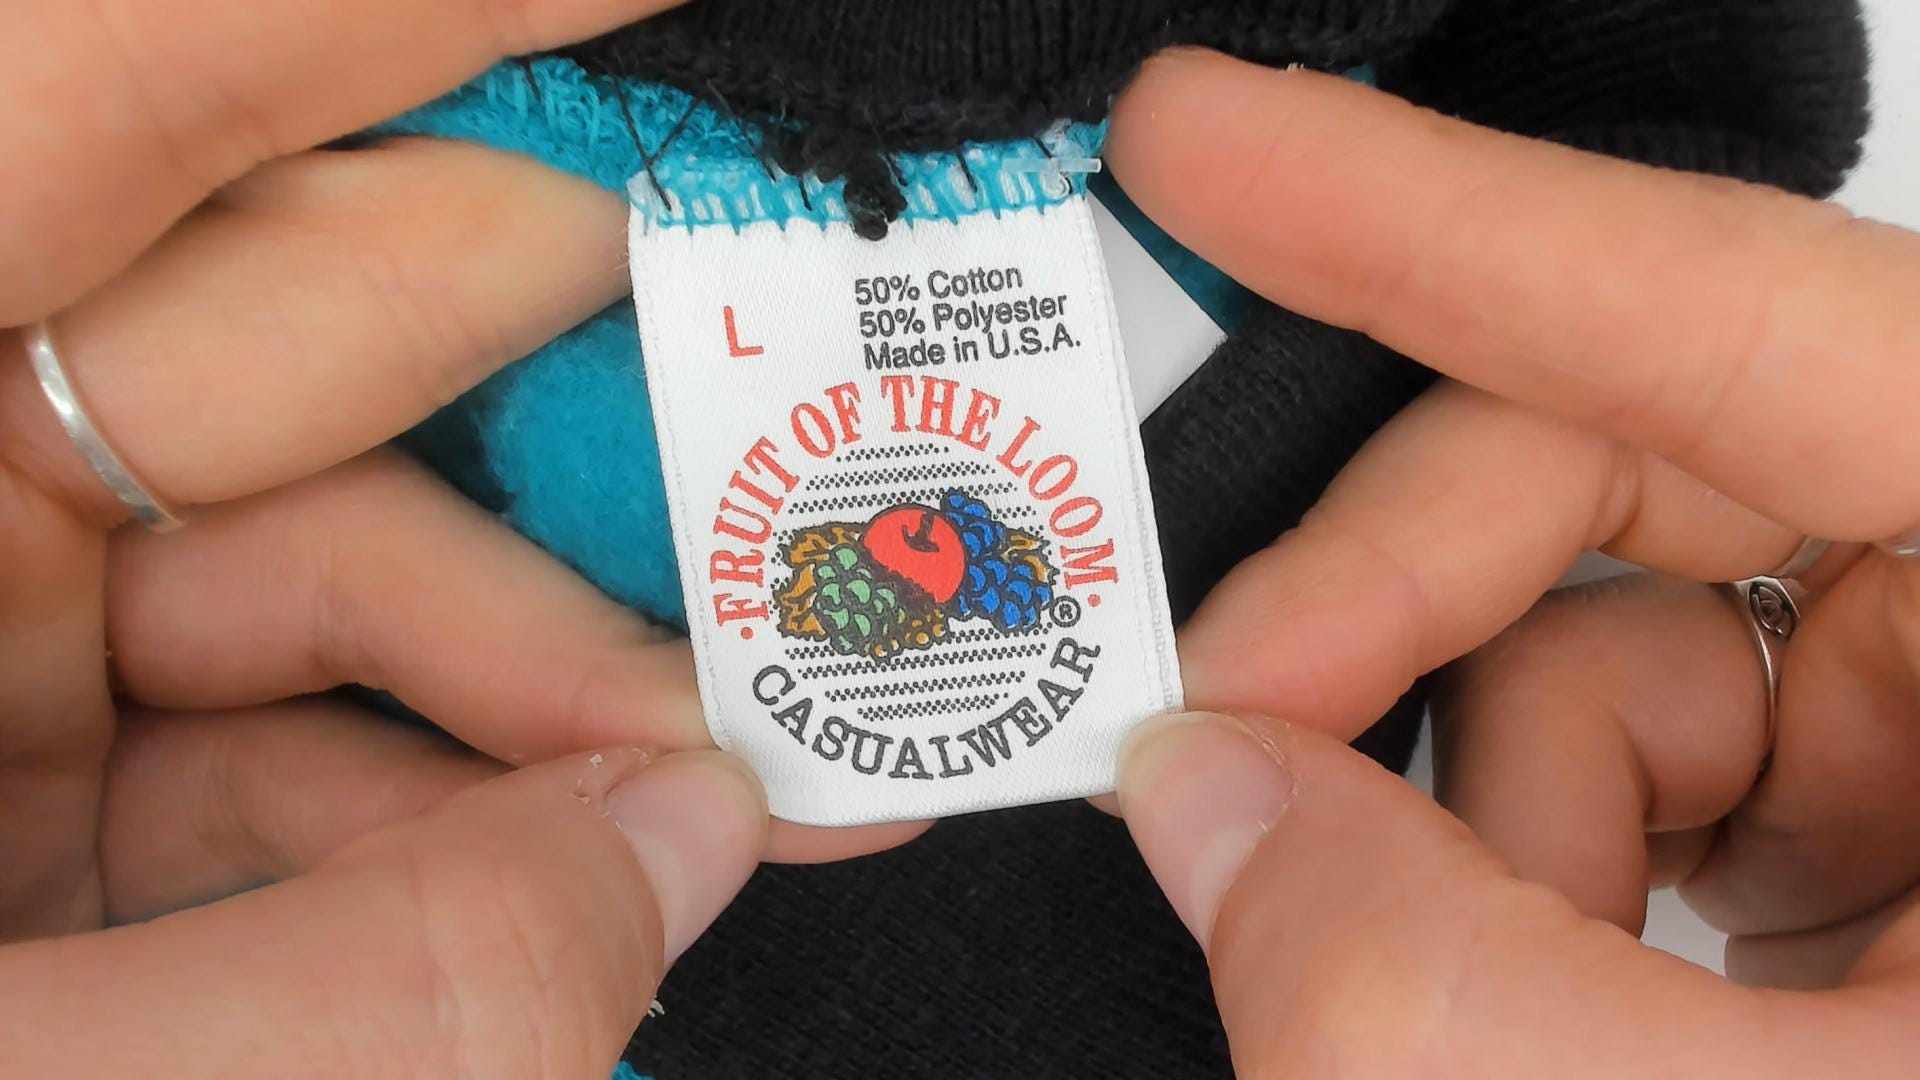 50% Cotton
50% Polyester
L
Made in U.S.A.
·FRUIT OF THE LOOM·
®
CASUALWEAR